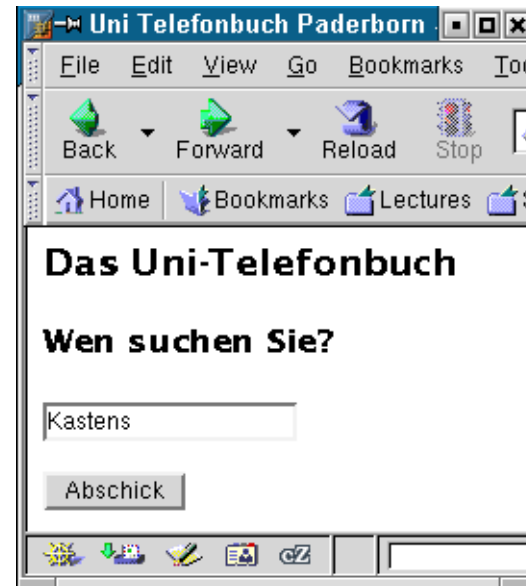 Uni Telefonbuch Paderborn
File Edit View Go Bookmarks
Back Forward Reload Stop
Home Bookmarks Lectures
Das Uni-Telefonbuch
Wen suchen Sie?
Kastens
Abschick